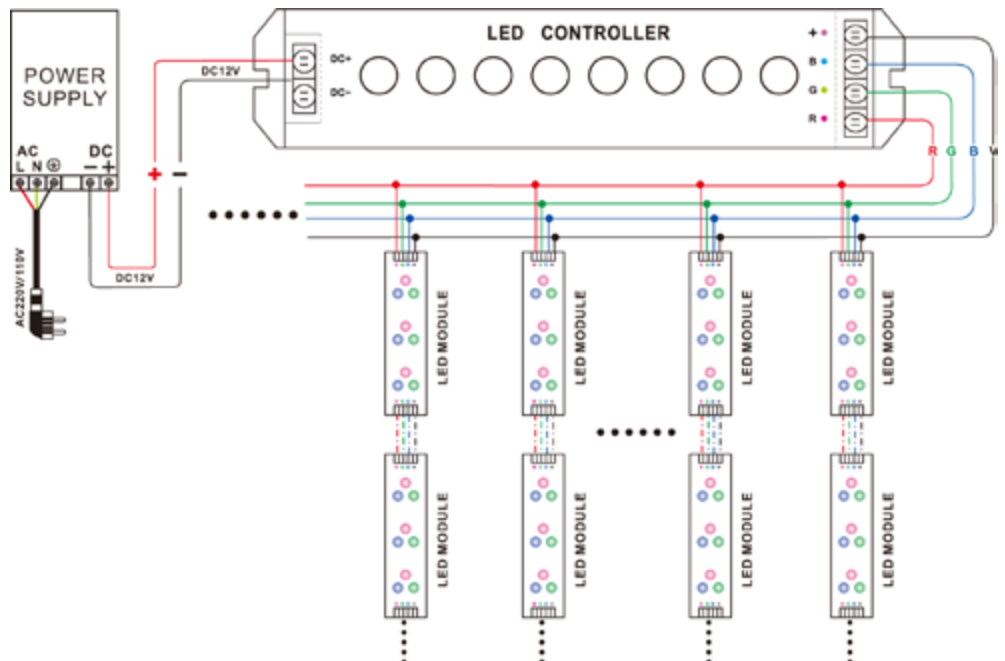 POWER
SUPPLY
AC
DC
L
N
−
+
AC220V/110V
DC12V
DC12V
+
−
LED CONTROLLER
DC+
DC−
+
B
G
R
R
G
B
LED MODULE
LED MODULE
LED MODULE
LED MODULE
LED MODULE
LED MODULE
LED MODULE
LED MODULE